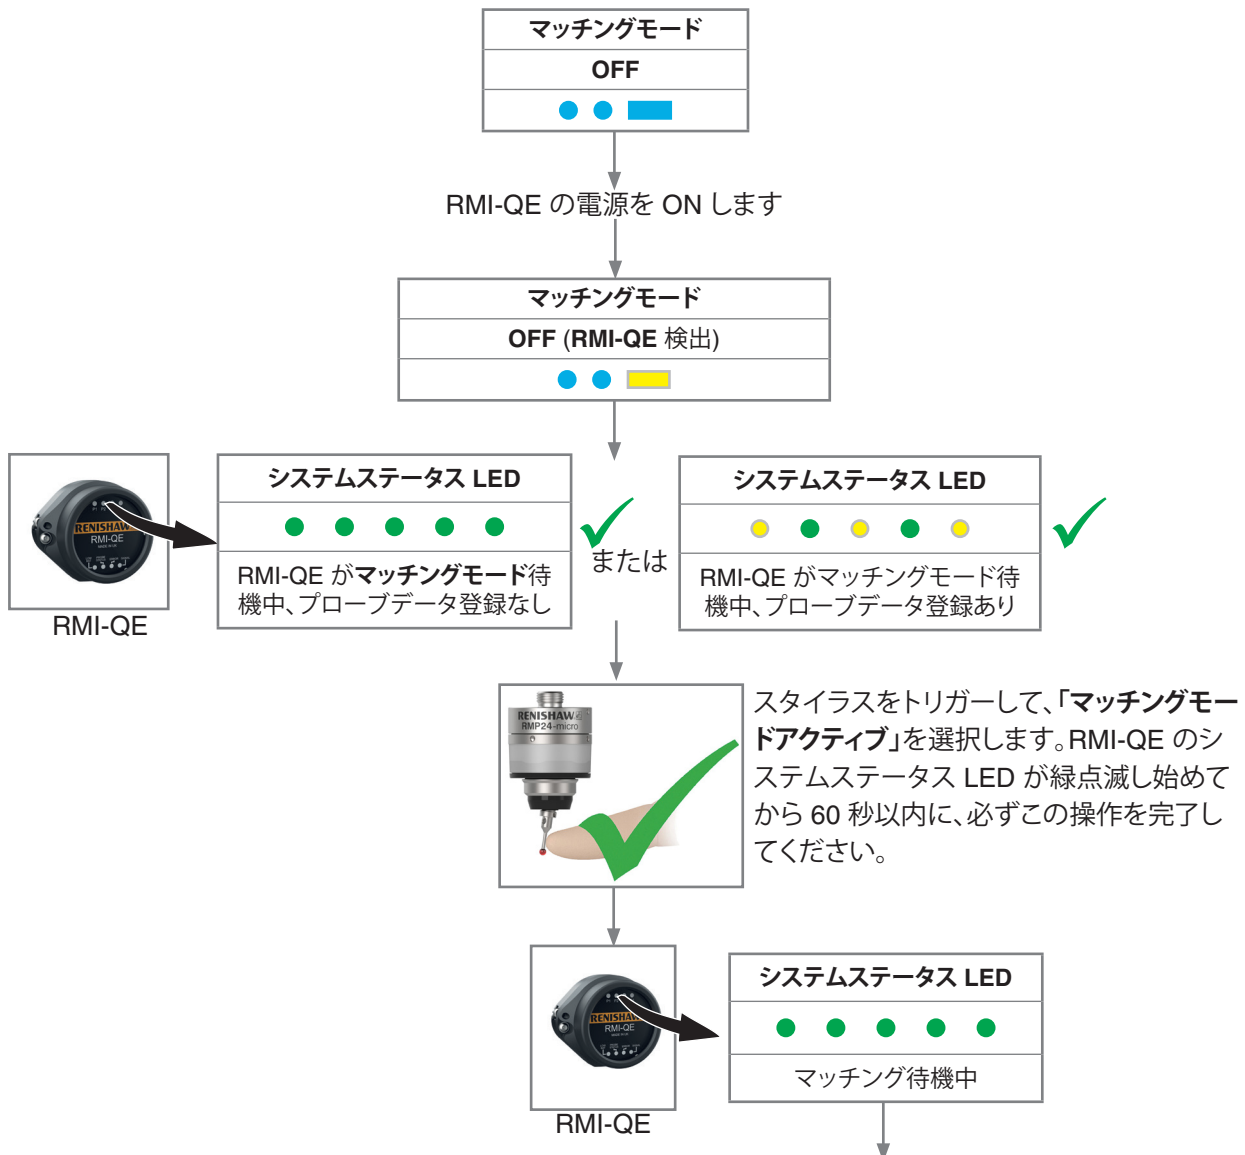 マッチングモード
OFF
RMI-QE の電源を ON します
マッチングモード
OFF (RMI-QE 検出)
RENISHAW
RMI-QE
RMI-QE
システムステータス LED
RMI-QE がマッチングモード待
機中、プローブデータ登録なし
または
システムステータス LED
RMI-QE がマッチングモード待
機中、プローブデータ登録あり
RENISHAW
RMP24-micro
スタイラスをトリガーして、「マッチングモー
ドアクティブ」を選択します。RMI-QE のシ
ステムステータス LED が緑点滅し始めて
から 60 秒以内に、必ずこの操作を完了し
てください。
RENISHAW
RMI-QE
RMI-QE
システムステータス LED
マッチング待機中